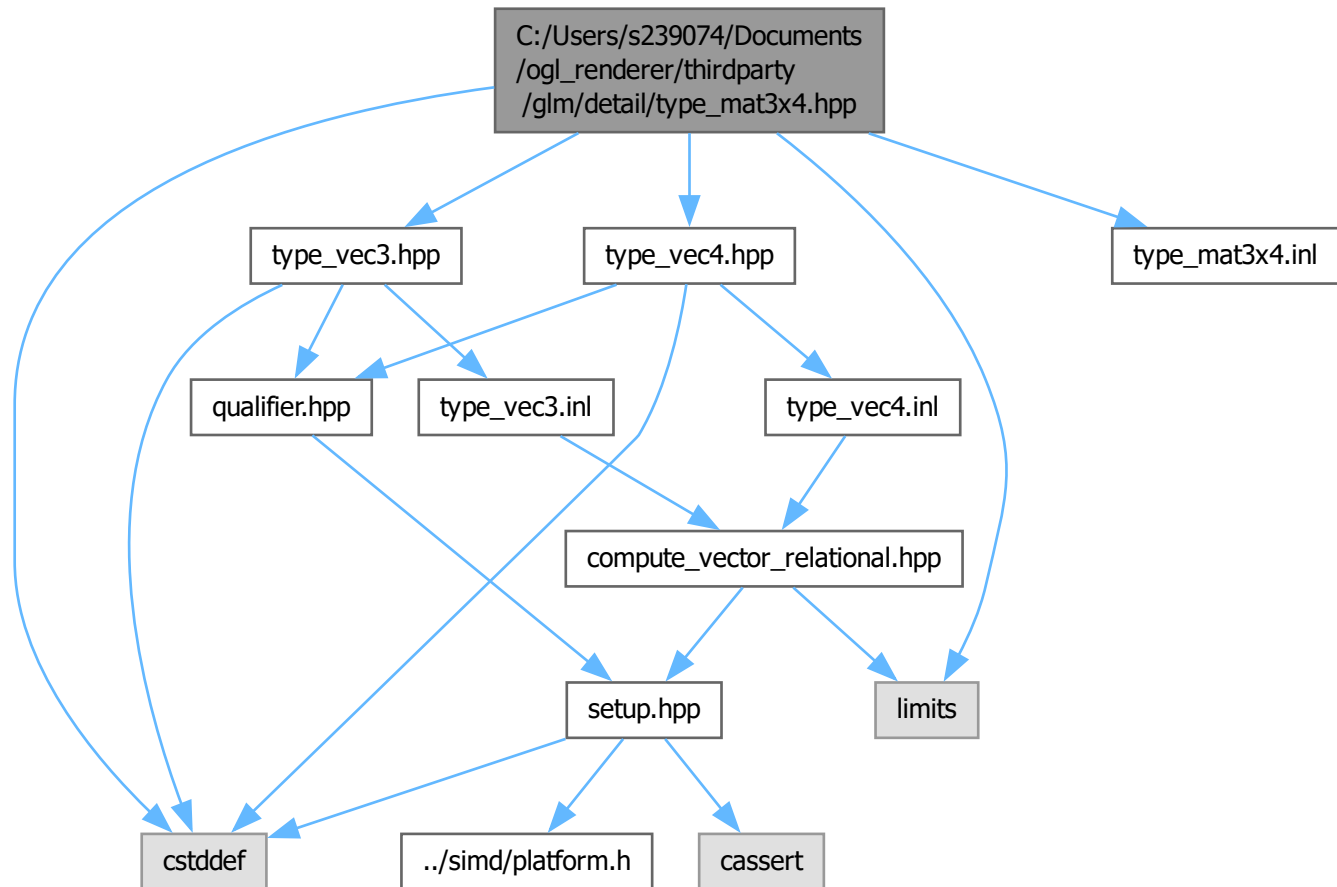 C:/Users/s239074/Documents
/ogl_renderer/thirdparty
/glm/detail/type_mat3x4.hpp
type_vec3.hpp
type_vec4.hpp
type_mat3x4.inl
qualifier.hpp
type_vec3.inl
type_vec4.inl
compute_vector_relational.hpp
setup.hpp
limits
cstddef
../simd/platform.h
cassert